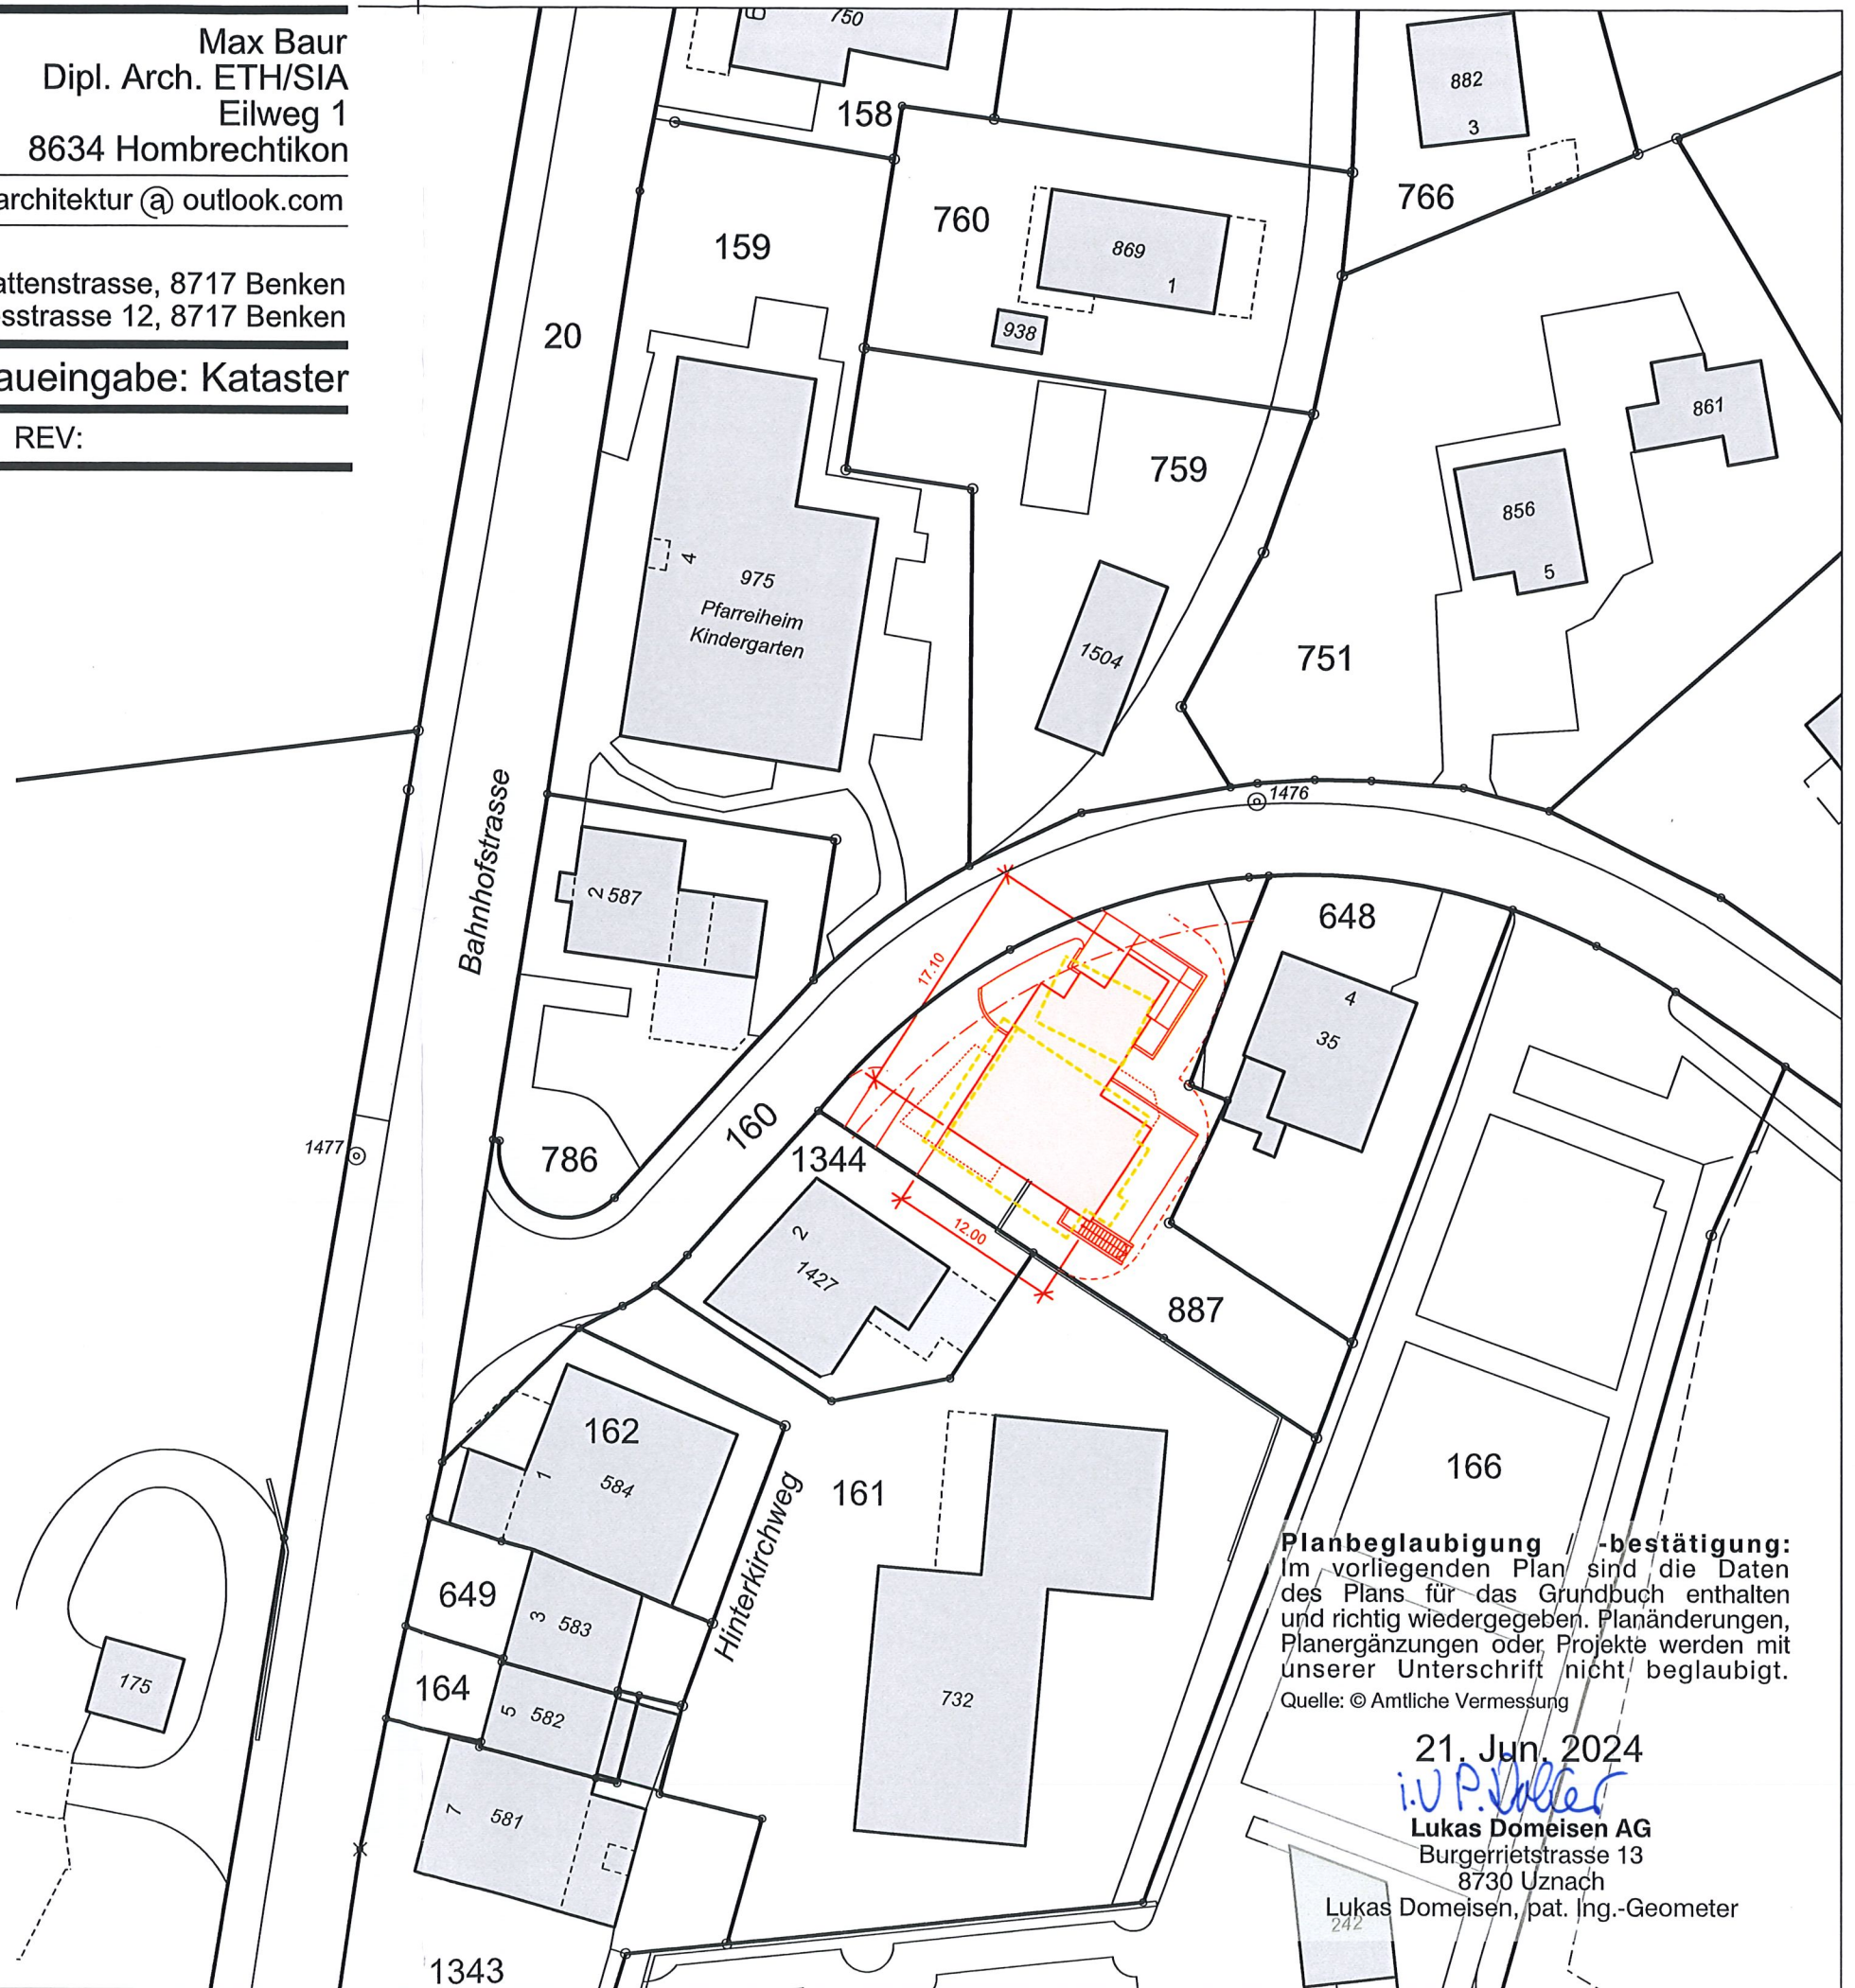 Max Baur
Dipl. Arch. ETH/SIA
Eilweg 1
8634 Hombrechtikon
architektur @ outlook.com
attenstrasse, 8717 Benken
sstrasse 12, 8717 Benken
aueingabe: Kataster
REV:
750
158
882
3
766
760
869
1
159
938
20
759
861
856
5
4
975
Pfarreiheim
Kindergarten
1504
751
1476
Bahnhofstrasse
2 587
648
17.10
4
35
160
1477
786
1344
2
1427
12.00
887
162
1
584
Hinterkirchweg
161
166
649
3
583
164
5
582
175
732
7
581
1343
242
Planbeglaubigung -bestätigung:
Im vorliegenden Plan sind die Daten
des Plans für das Grundbuch enthalten
und richtig wiedergegeben. Planänderungen,
Planergänzungen oder Projekte werden mit
unserer Unterschrift nicht beglaubigt.
Quelle: © Amtliche Vermessung
21. Jun. 2024
i.V P.
Lukas Domeisen AG
Burgerrietstrasse 13
8730 Uznach
Lukas Domeisen, pat. Ing.-Geometer